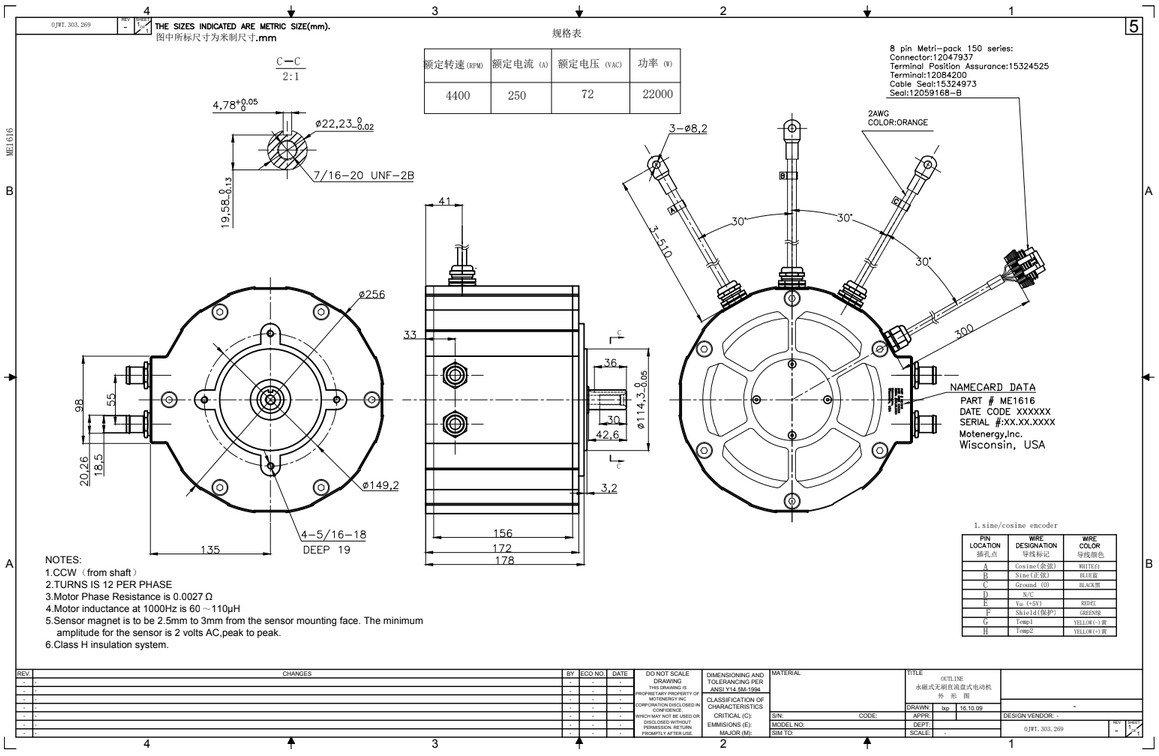 4
3
2
1
0JWT.303.269
REV
-
SHEET
1
1
THE SIZES INDICATED ARE METRIC SIZE(mm).
图中所标尺寸为米制尺寸.mm
5
ME1616
B
A
A
B
C—C
2:1
4,78+0.05 0
ø22,23 0 -0.02
19,58 0 -0.13
7/16-20 UNF-2B
规格表
额定转速(RPM) 额定电流 (A) 额定电压 (VAC) 功率 (W)
4400 250 72 22000
8 pin Metri-pack 150 series:
Connector:12047937
Terminal Position Assurance:15324525
Terminal:12084200
Cable Seal:15324973
Seal:12059168-B
2AWG
COLOR:ORANGE
3-ø8,2
A
B
C
30°
30°
30°
3-510
300
41
33
C
36
30
42,6
C
ø114,3 0 -0.05
3,2
156
172
178
ø256
98
55
20,26
18,5
ø149,2
4-5/16-18
DEEP 19
135
NAMECARD DATA
PART # ME1616
DATE CODE XXXXXX
SERIAL #:XX.XX.XXXX
Motenergy,Inc.
Wisconsin, USA
NOTES:
1.CCW（from shaft）
2.TURNS IS 12 PER PHASE
3.Motor Phase Resistance is 0.0027 Ω
4.Motor inductance at 1000Hz is 60 ～110μH
5.Sensor magnet is to be 2.5mm to 3mm from the sensor mounting face. The minimum
amplitude for the sensor is 2 volts AC,peak to peak.
6.Class H insulation system.
1.sine/cosine encoder
PIN LOCATION 插孔点 WIRE DESIGNATION 导线标记 WIRE COLOR 导线颜色
A Cosine(余弦) WHITE白
B Sine(正弦) BLUE蓝
C Ground (0) BLACK黑
D N/C
E Vcc (+5V) RED红
F Shield(保护) GREEN绿
G Temp1 YELLOW(-)黄
H Temp2 YELLOW(-)黄
REV. CHANGES BY ECO NO. DATE
DO NOT SCALE
DRAWING
THIS DRAWING IS
PROPRIETARY PROPERTY OF
MOTENERGY INC
CORPORATION DISCLOSED IN
CONFIDENCE,
WHICH MAY NOT BE USED OR
DISCLOSED WITHOUT
PERMISSION. RETURN
PROMPTLY AFTER USE.
DIMENSIONING AND
TOLERANCING PER
ANSI Y14.5M-1994
CLASSIFICATION OF
CHARACTERISTICS
CRITICAL (C):
EMMISIONS (E):
MAJOR (M):
MATERIAL
S/N: CODE:
MODEL NO:
SIM TO:
TITLE
OUTLINE
永磁式无刷直流盘式电动机
外 形 图
DRAWN: lxp 16.10.09
APPR:
DEPT:
SCALE: -
-
DESIGN VENDOR: -
0JWT.303.269
REV
-
SHEET
1
1
4
3
2
1